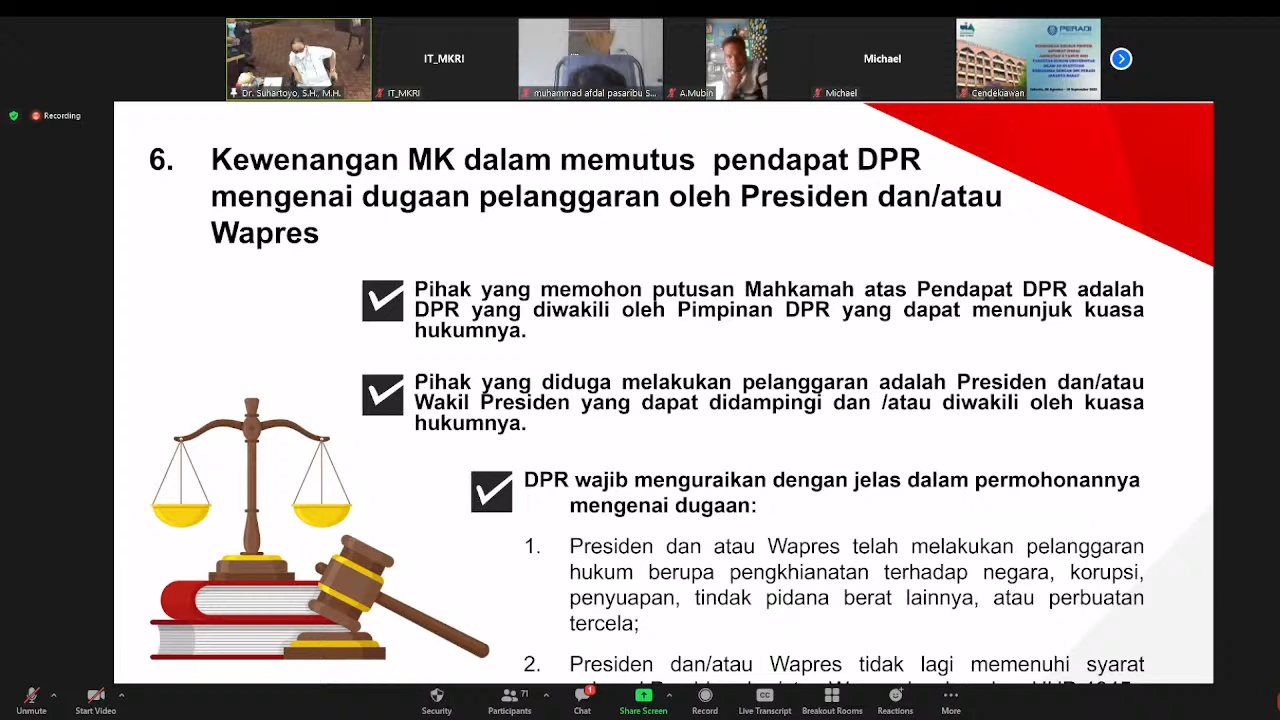 IT_MKRI
Michael
PERADI
Dr. Suhartoyo, S.H., M.H.
IT_MKRI
muhammad afdal pasaribu S...
A.Mubin
Michael
Cendekiawan
Recording
6. Kewenangan MK dalam memutus pendapat DPR
mengenai dugaan pelanggaran oleh Presiden dan/atau
Wapres
Pihak yang memohon putusan Mahkamah atas Pendapat DPR adalah
DPR yang diwakili oleh Pimpinan DPR yang dapat menunjuk kuasa
hukumnya.
Pihak yang diduga melakukan pelanggaran adalah Presiden dan/atau
Wakil Presiden yang dapat didampingi dan /atau diwakili oleh kuasa
hukumnya.
DPR wajib menguraikan dengan jelas dalam permohonannya
mengenai dugaan:
1. Presiden dan atau Wapres telah melakukan pelanggaran
hukum berupa pengkhianatan terhadap negara, korupsi,
penyuapan, tindak pidana berat lainnya, atau perbuatan
tercela;
2. Presiden dan/atau Wapres tidak lagi memenuhi syarat
Unmute
Start Video
Security
71
Participants
1
Chat
Share Screen
Record
CC
Live Transcript
Breakout Rooms
Reactions
More